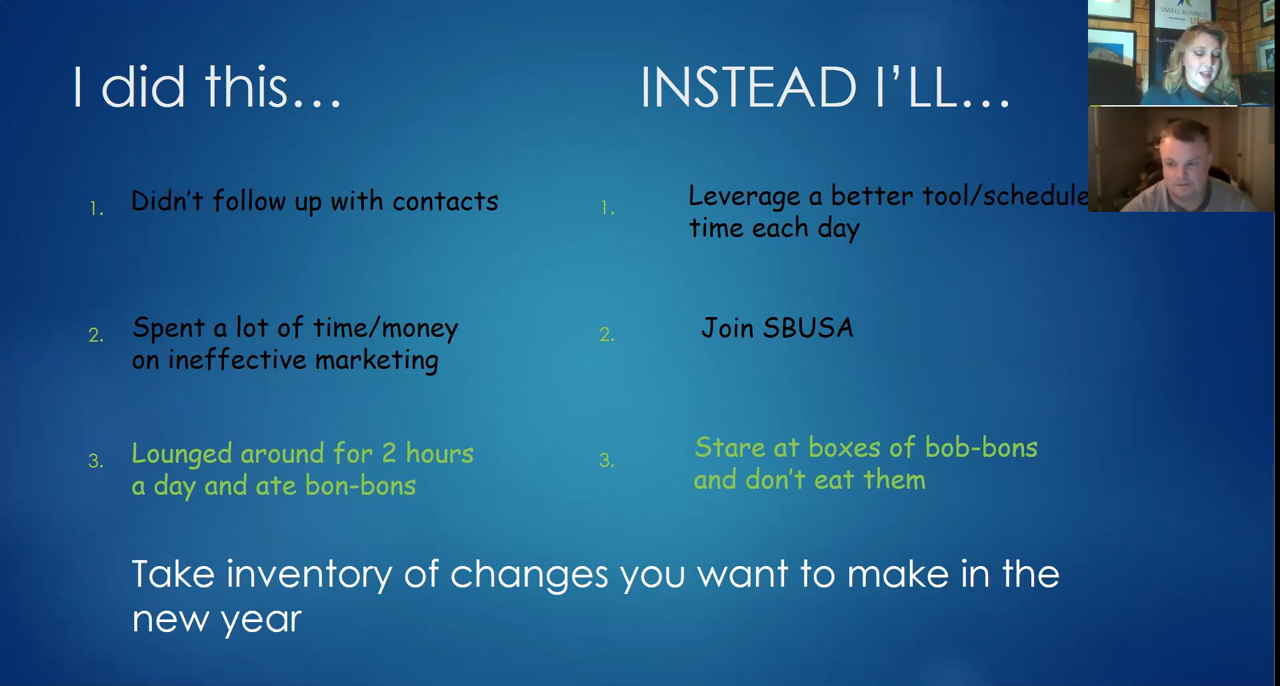 I did this...
INSTEAD I'LL...
1. Didn't follow up with contacts
2. Spent a lot of time/money
on ineffective marketing
3. Lounged around for 2 hours
a day and ate bon-bons
1. Leverage a better tool/schedule
time each day
2. Join SBUSA
3. Stare at boxes of bob-bons
and don't eat them
Take inventory of changes you want to make in the
new year
SMALL BUSINESS